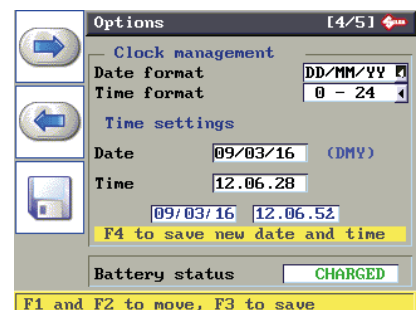 Options [4/5]
Clock management
Date format DD/MM/YY
Time format 0 - 24
Time settings
Date 09/03/16 (DMY)
Time 12.06.28
09/03/16 12.06.52
F4 to save new date and time
Battery status CHARGED
F1 and F2 to move, F3 to save